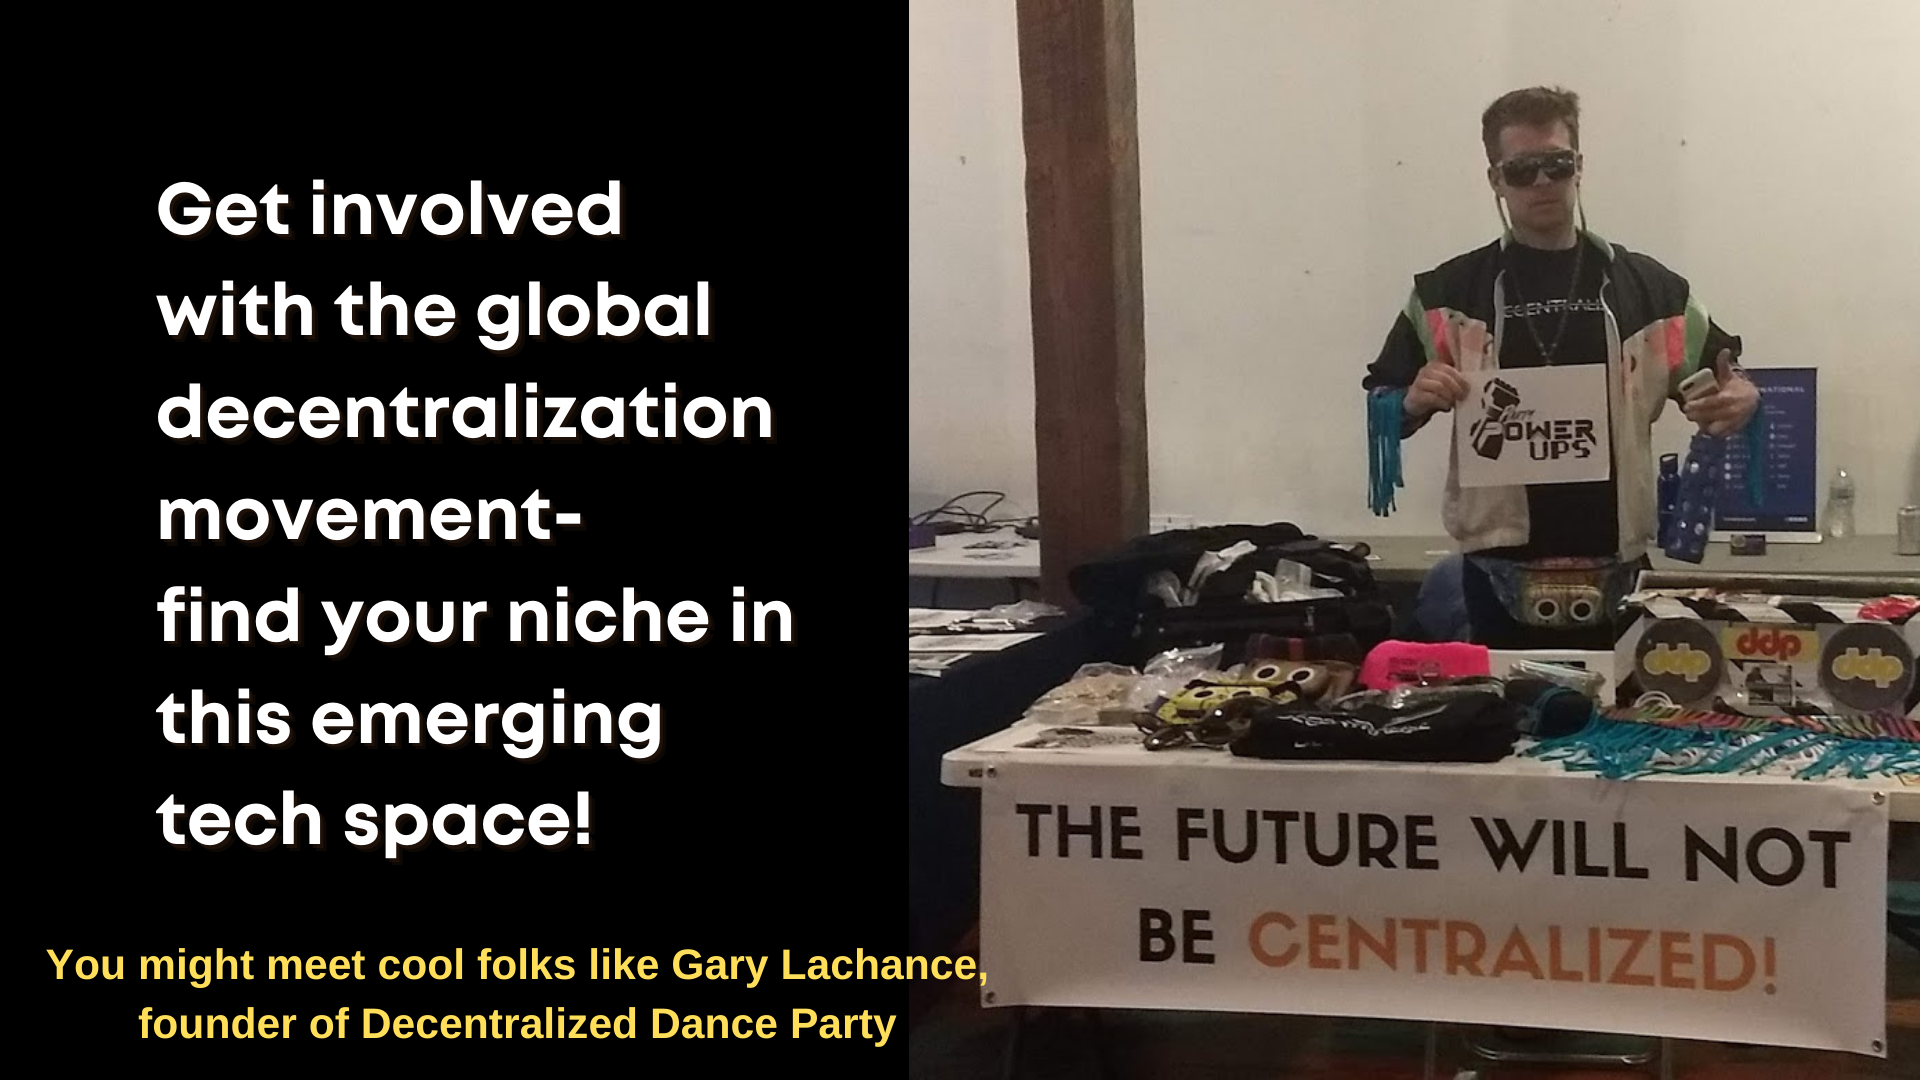 Get involved
with the global
decentralization
movement-
find your niche in
this emerging
tech space!
You might meet cool folks like Gary Lachance,
founder of Decentralized Dance Party
POWER
UPS
ddp
ddp
ddp
THE FUTURE WILL NOT
BE CENTRALIZED!